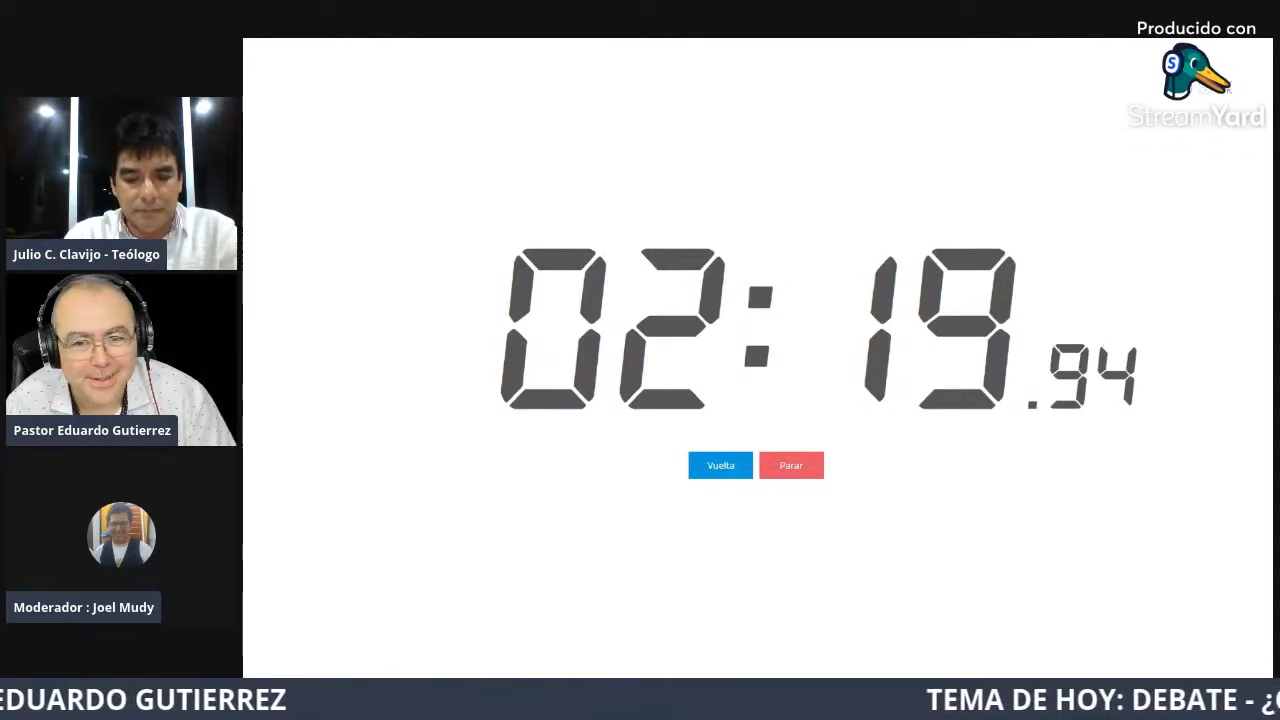 Producido con
StreamYard
Julio C. Clavijo - Teólogo
Pastor Eduardo Gutierrez
Moderador : Joel Mudy
02:19.94
Vuelta
Parar
EDUARDO GUTIERREZ
TEMA DE HOY: DEBATE - ¿